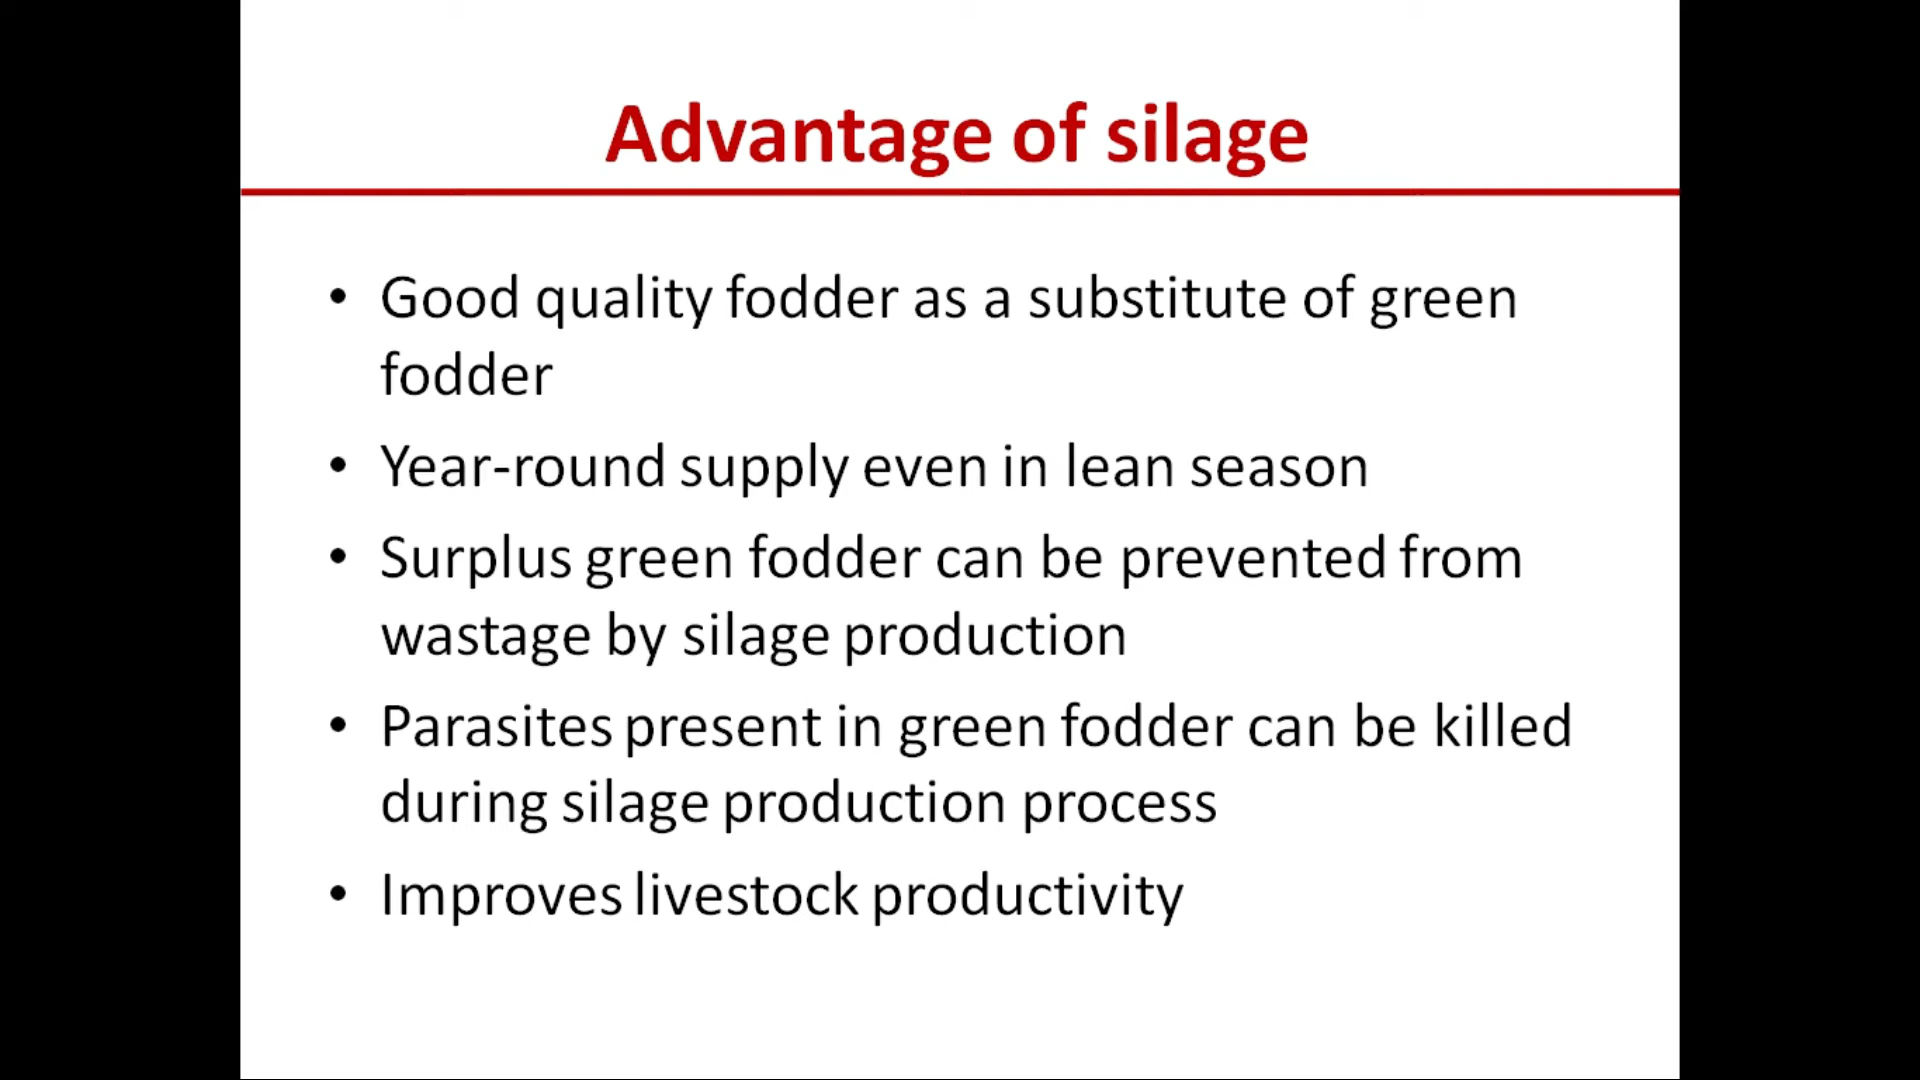 Advantage of silage
• Good quality fodder as a substitute of green
fodder
• Year-round supply even in lean season
• Surplus green fodder can be prevented from
wastage by silage production
• Parasites present in green fodder can be killed
during silage production process
• Improves livestock productivity